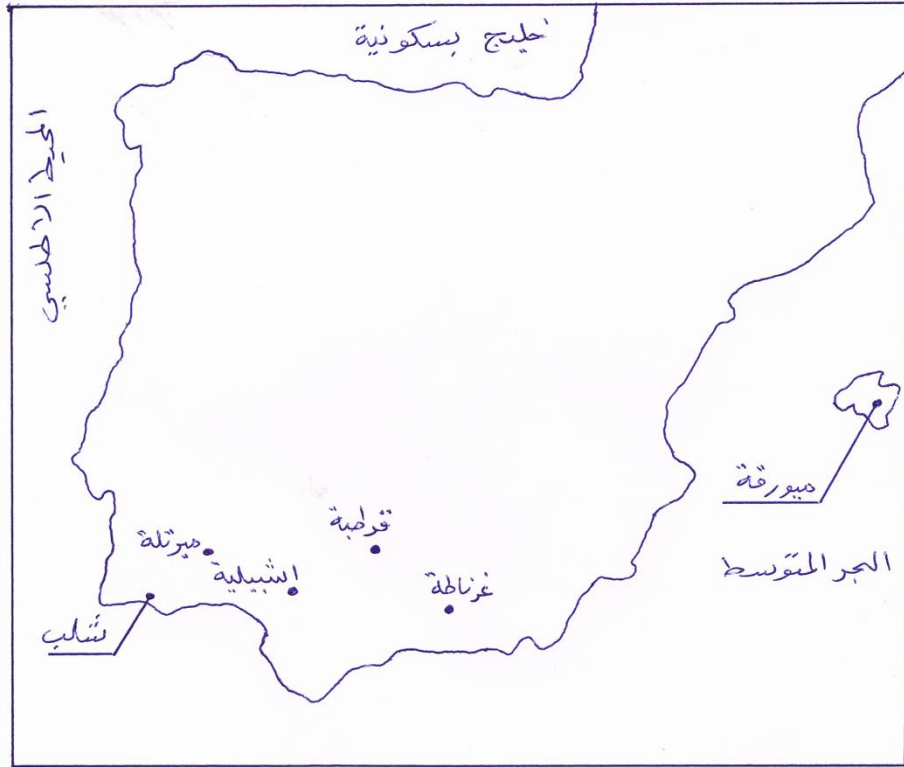 خليج بسكونية
المحيط الاطلسي
ميورقة
قرطبة
ميرتلة
اشبيلية
غرناطة
البحر المتوسط
شلب